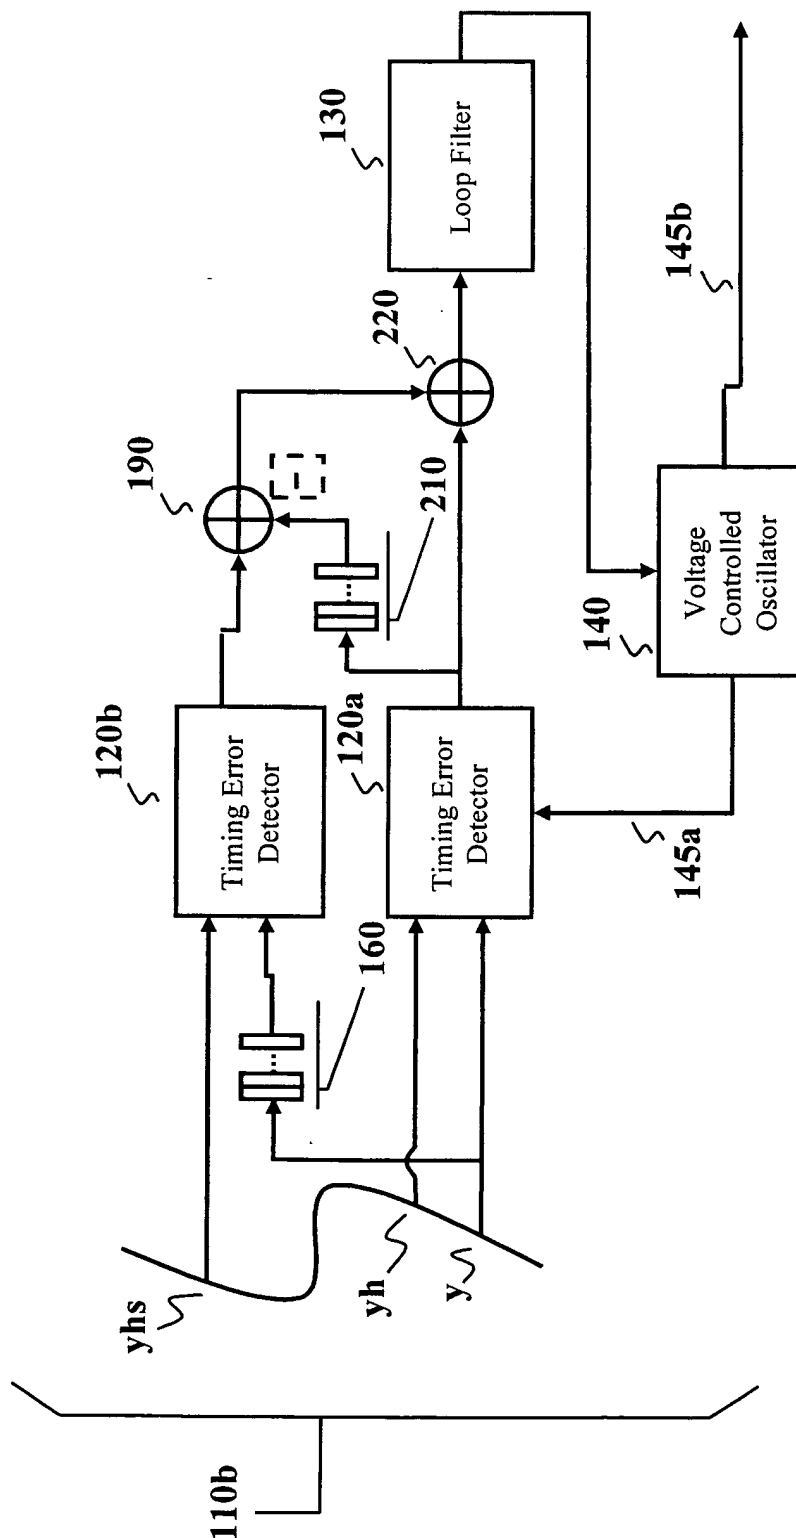 110b
yhs
yh
y
160
120b
Timing Error
Detector
120a
Timing Error
Detector
145a
190
-
210
220
130
Loop Filter
140
Voltage
Controlled
Oscillator
145b